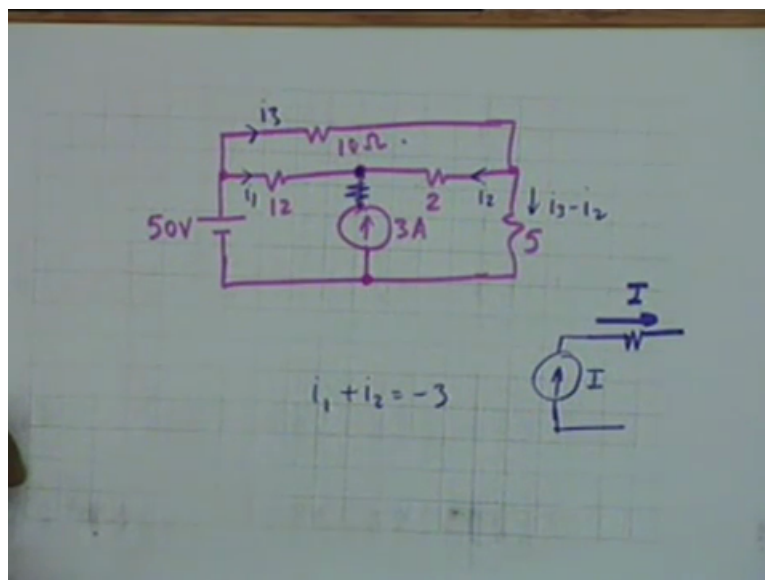 i3
10Ω
i1 12 2 i2 ↓ i3-i2
50V 3A 5
I
I
i1 + i2 = -3